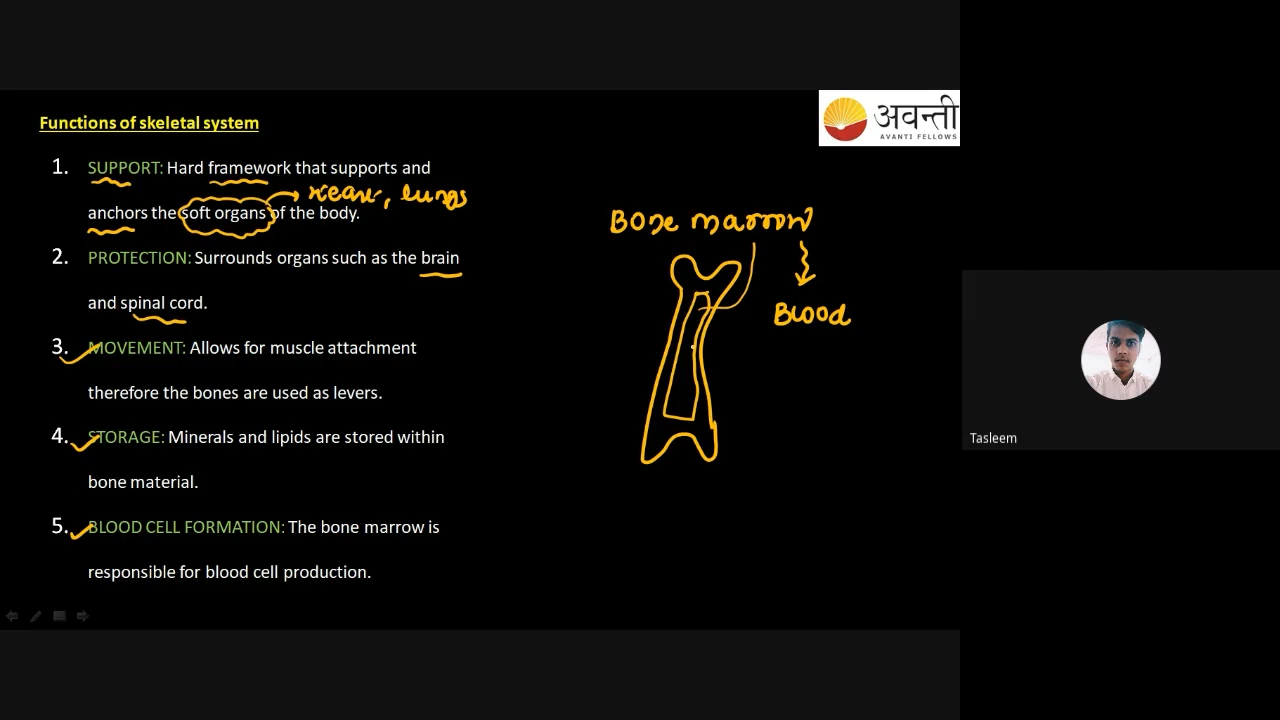 Functions of skeletal system
अवन्ती
AVANTI FELLOWS
1. SUPPORT: Hard framework that supports and
Heart, lungs
anchors the soft organs of the body.
2. PROTECTION: Surrounds organs such as the brain
and spinal cord.
3. MOVEMENT: Allows for muscle attachment
therefore the bones are used as levers.
4. STORAGE: Minerals and lipids are stored within
bone material.
5. BLOOD CELL FORMATION: The bone marrow is
responsible for blood cell production.
Bone marrow
Blood
Tasleem